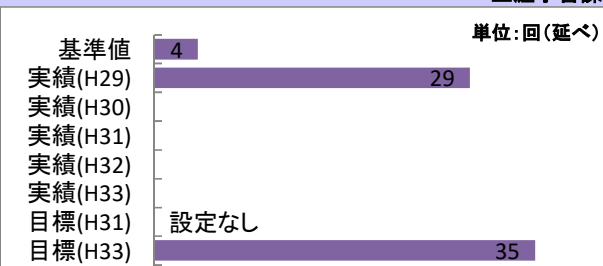 単位：回（延べ）
基準値 4
実績(H29) 29
実績(H30)
実績(H31)
実績(H32)
実績(H33)
目標(H31) 設定なし
目標(H33) 35